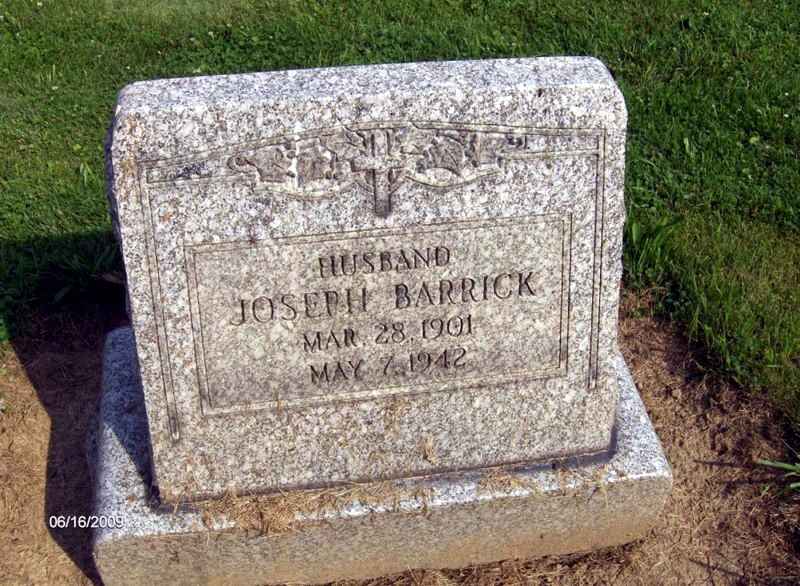 HUSBAND
JOSEPH BARRICK
MAR. 28, 1901
MAY 7, 1942
06/16/2009